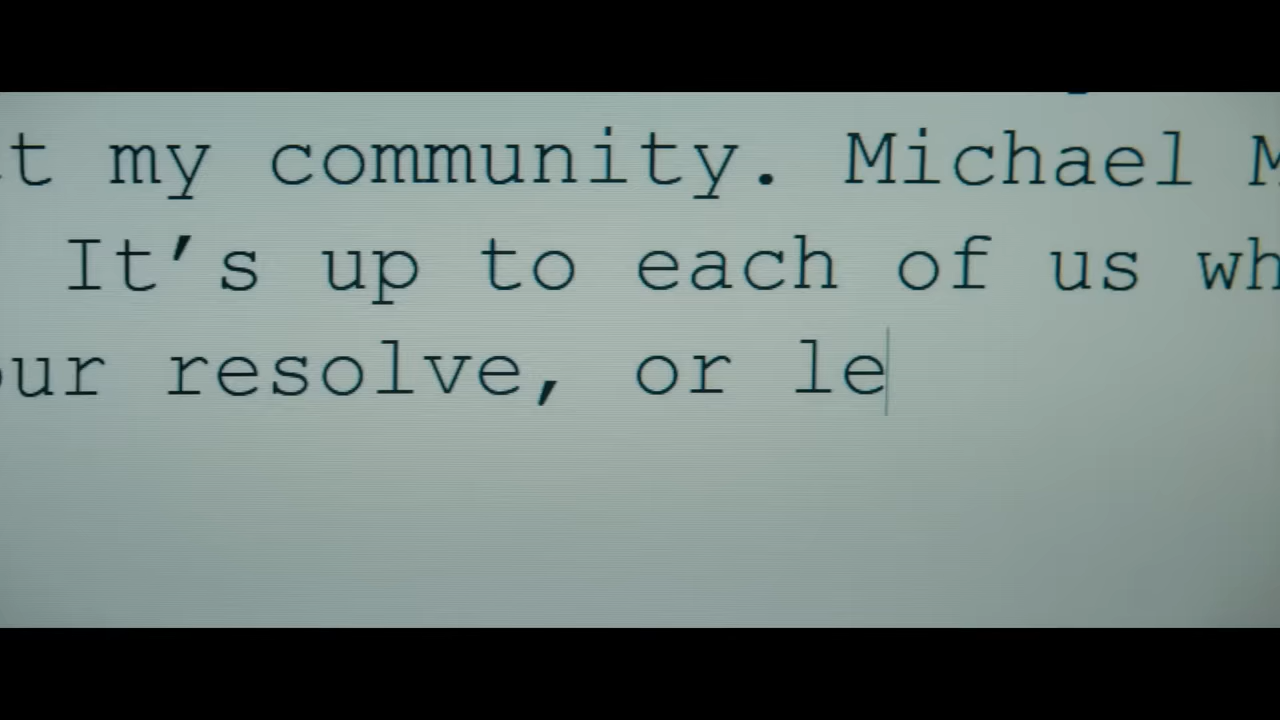 t my community. Michael M
It’s up to each of us wh
ur resolve, or le